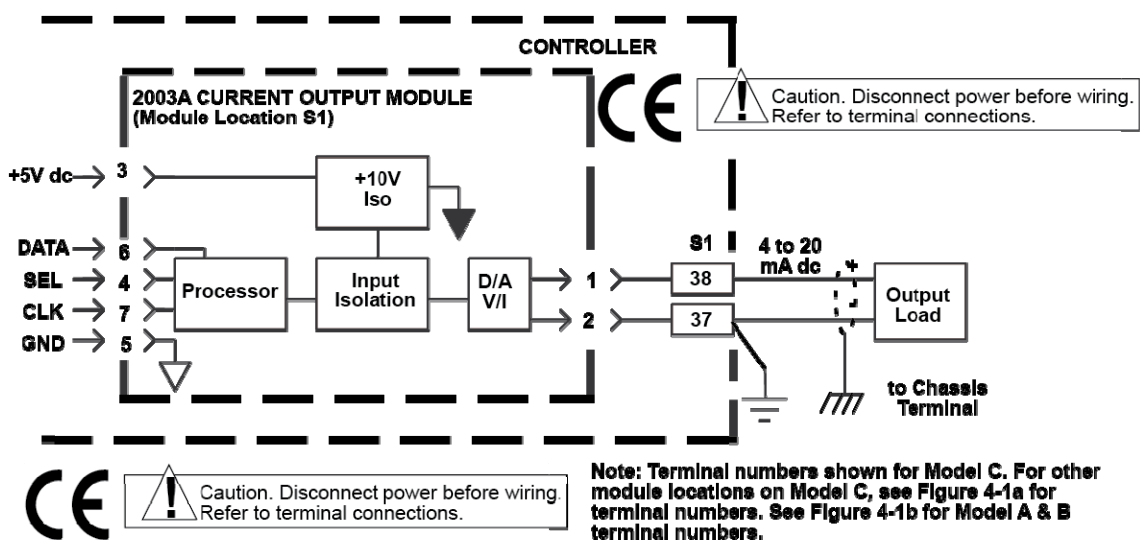 CONTROLLER
2003A CURRENT OUTPUT MODULE
(Module Location S1)
CE
Caution. Disconnect power before wiring.
Refer to terminal connections.
+5V dc
3
+10V
Iso
DATA
6
SEL
4
CLK
7
GND
5
Processor
Input
Isolation
D/A
V/I
1
2
S1
38
37
4 to 20
mA dc
+
-
Output
Load
to Chassis
Terminal
CE
Caution. Disconnect power before wiring.
Refer to terminal connections.
Note: Terminal numbers shown for Model C. For other
module locations on Model C, see Figure 4-1a for
terminal numbers. See Figure 4-1b for Model A & B
terminal numbers.